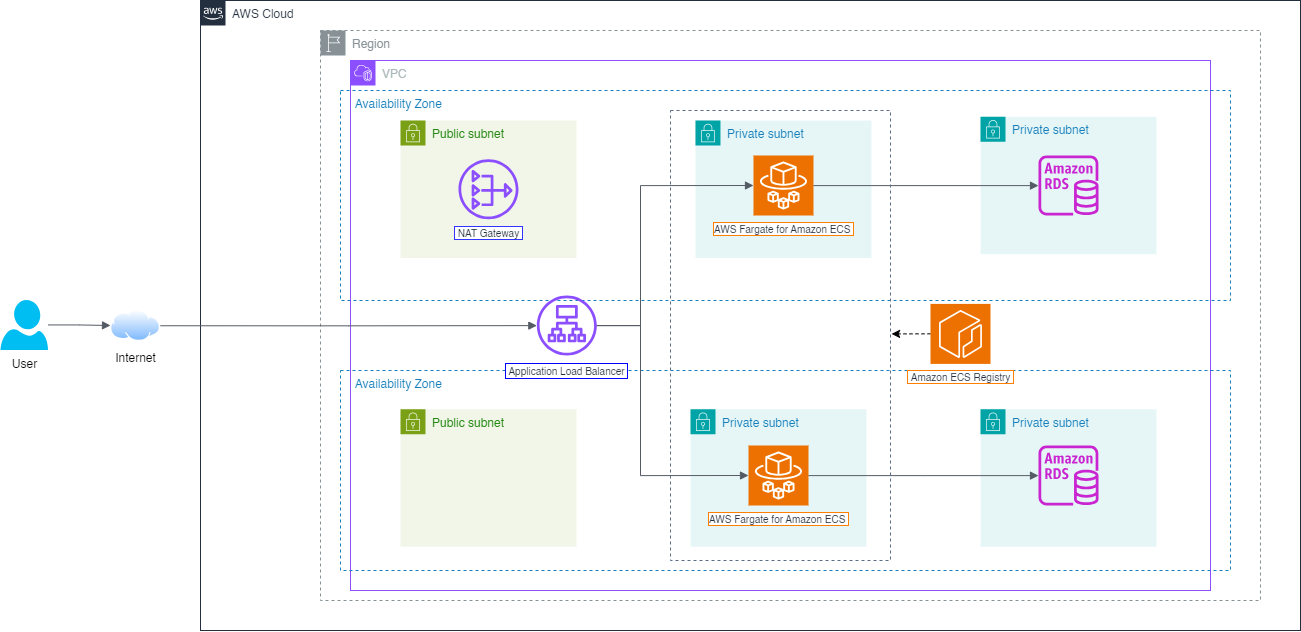 aws
AWS Cloud
Region
VPC
Availability Zone
Public subnet
Private subnet
Private subnet
Amazon
RDS
NAT Gateway
AWS Fargate for Amazon ECS
User
Internet
Application Load Balancer
Amazon ECS Registry
Availability Zone
Public subnet
Private subnet
Private subnet
Amazon
RDS
AWS Fargate for Amazon ECS